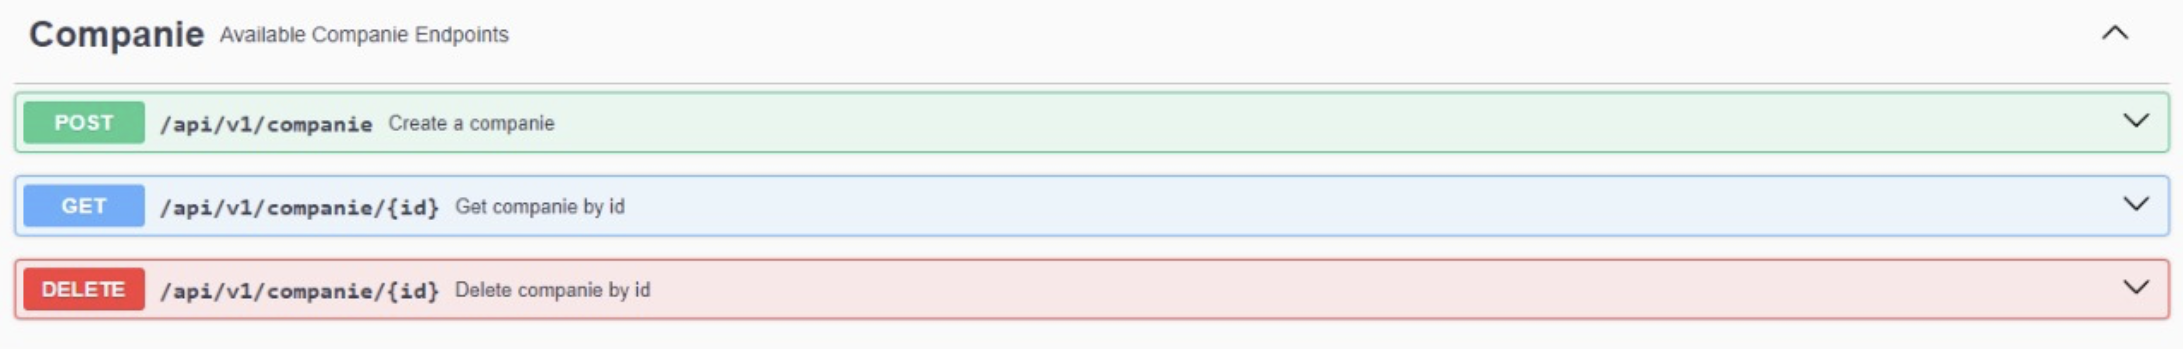 Companie Available Companie Endpoints
POST /api/v1/companie Create a companie
GET /api/v1/companie/{id} Get companie by id
DELETE /api/v1/companie/{id} Delete companie by id